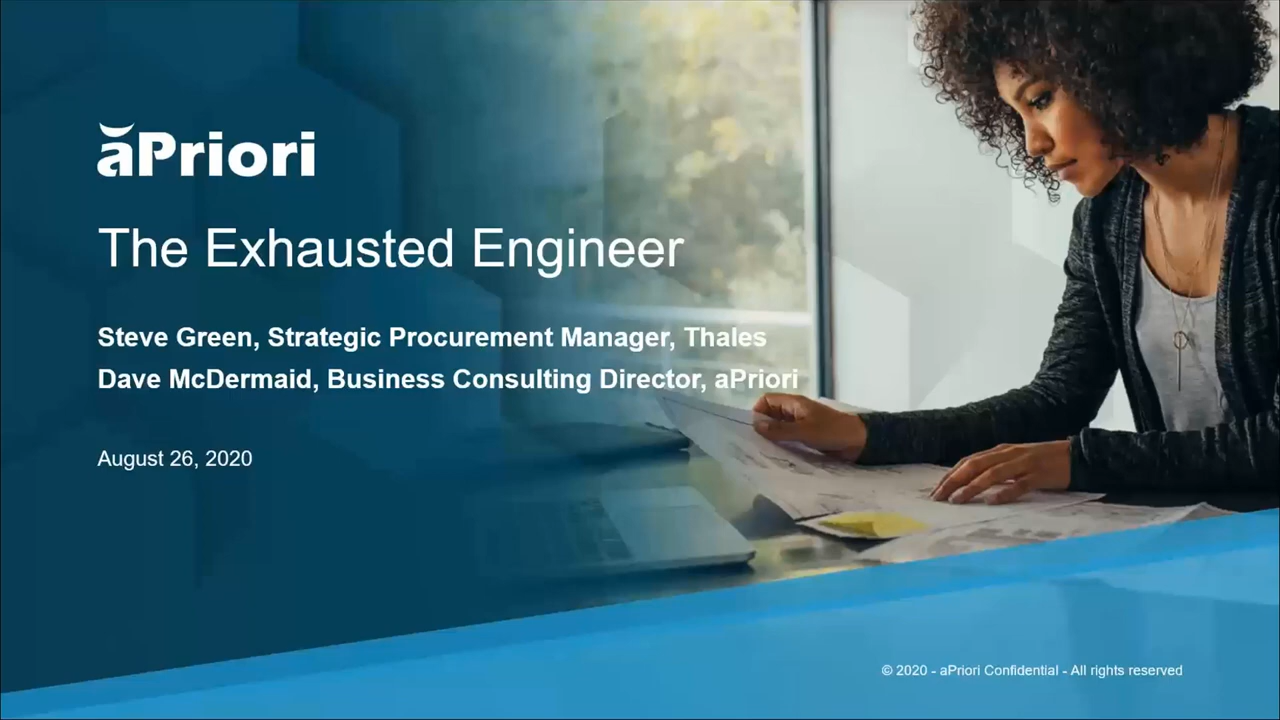 aPriori
The Exhausted Engineer
Steve Green, Strategic Procurement Manager, Thales
Dave McDermaid, Business Consulting Director, aPriori
August 26, 2020
© 2020 - aPriori Confidential - All rights reserved